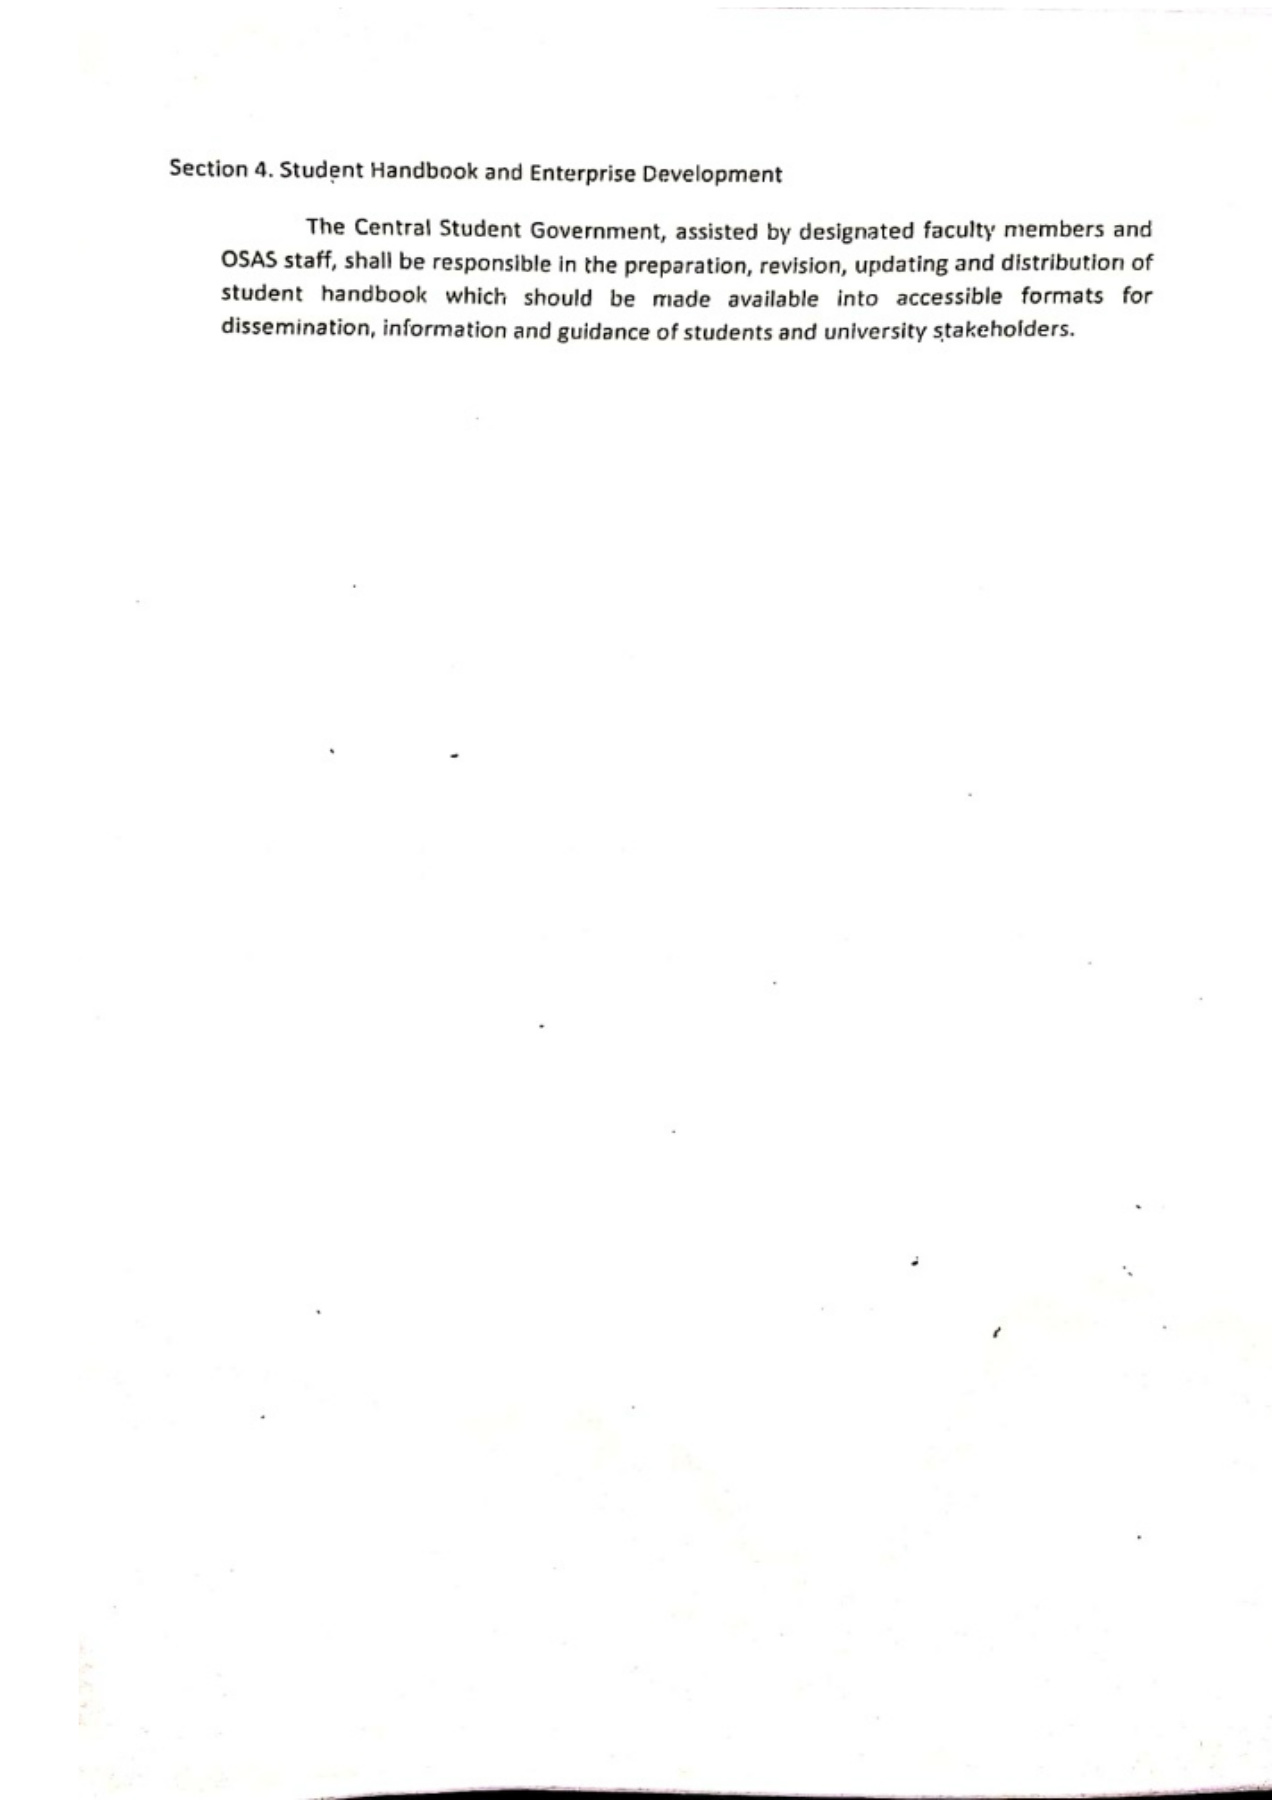 Section 4. Student Handbook and Enterprise Development
The Central Student Government, assisted by designated faculty members and
OSAS staff, shall be responsible in the preparation, revision, updating and distribution of
student handbook which should be made available into accessible formats for
dissemination, information and guidance of students and university stakeholders.